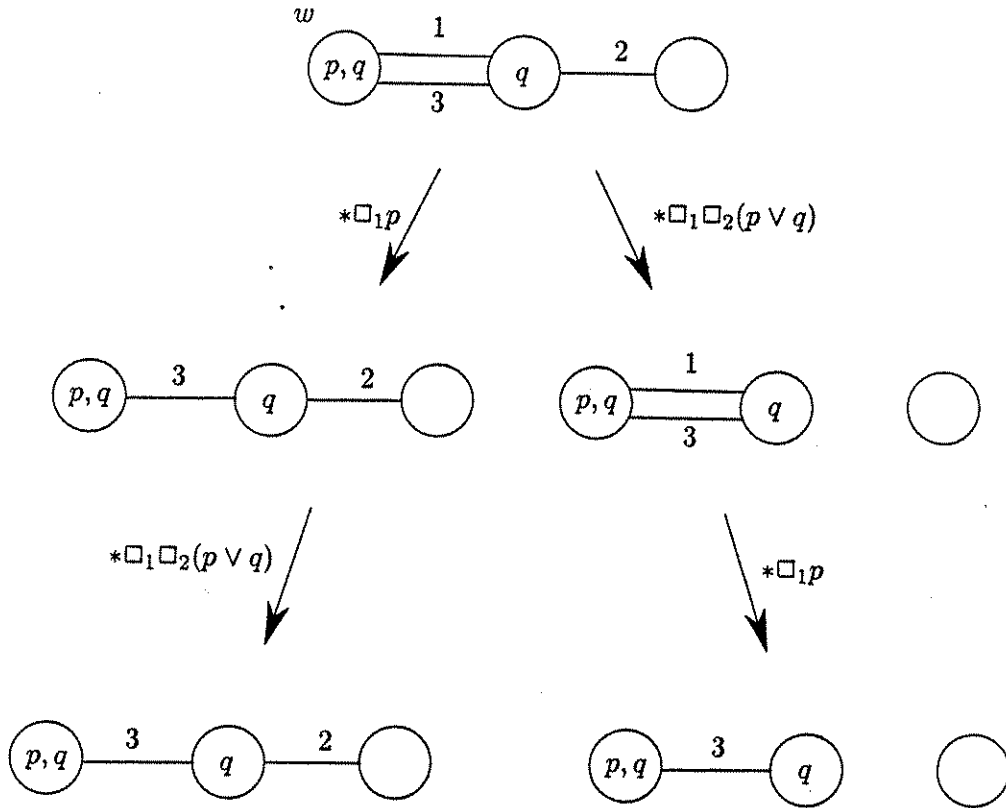 w
1
p, q q 2
3
*□₁p *□₁□₂(p ∨ q)
3 2 1
p, q q p, q q
3
*□₁□₂(p ∨ q) *□₁p
3 2 3
p, q q p, q q